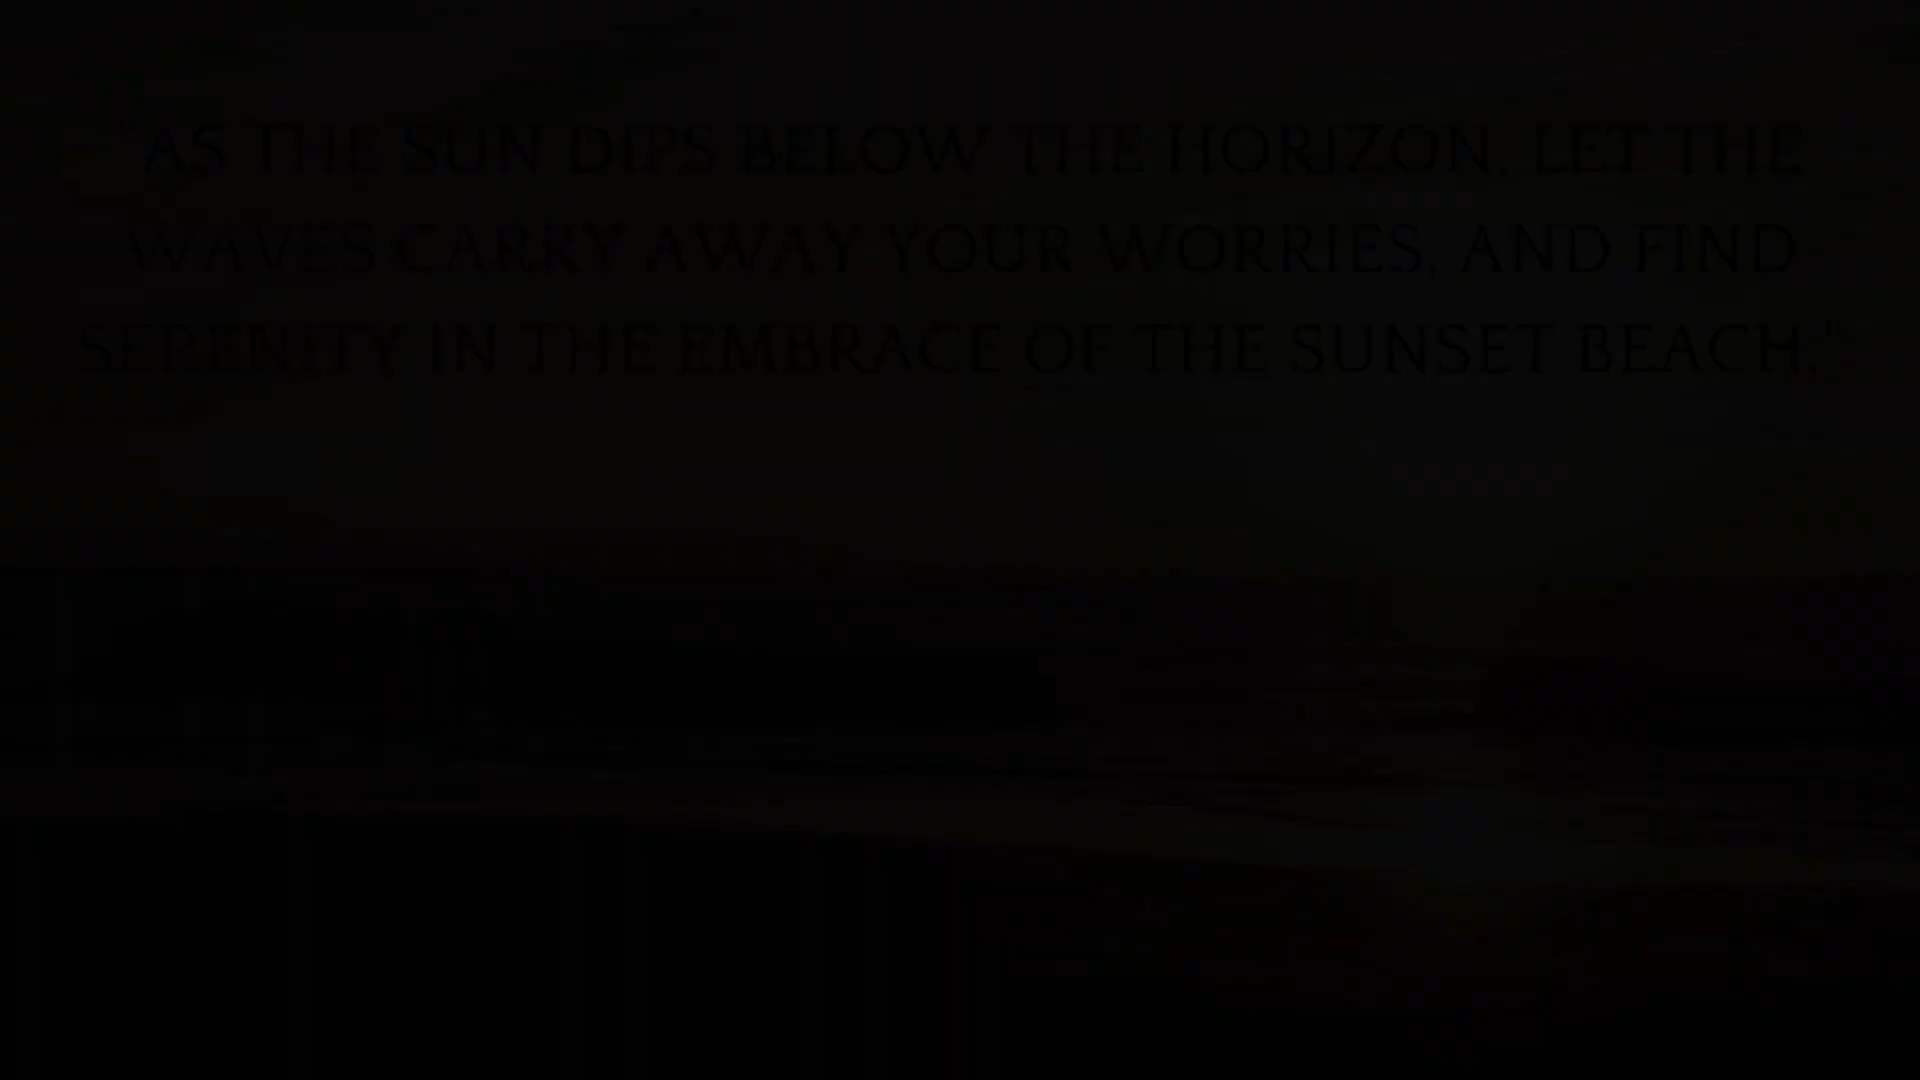 "AS THE SUN DIPS BELOW THE HORIZON, LET THE
WAVES CARRY AWAY YOUR WORRIES, AND FIND
SERENITY IN THE EMBRACE OF THE SUNSET BEACH."